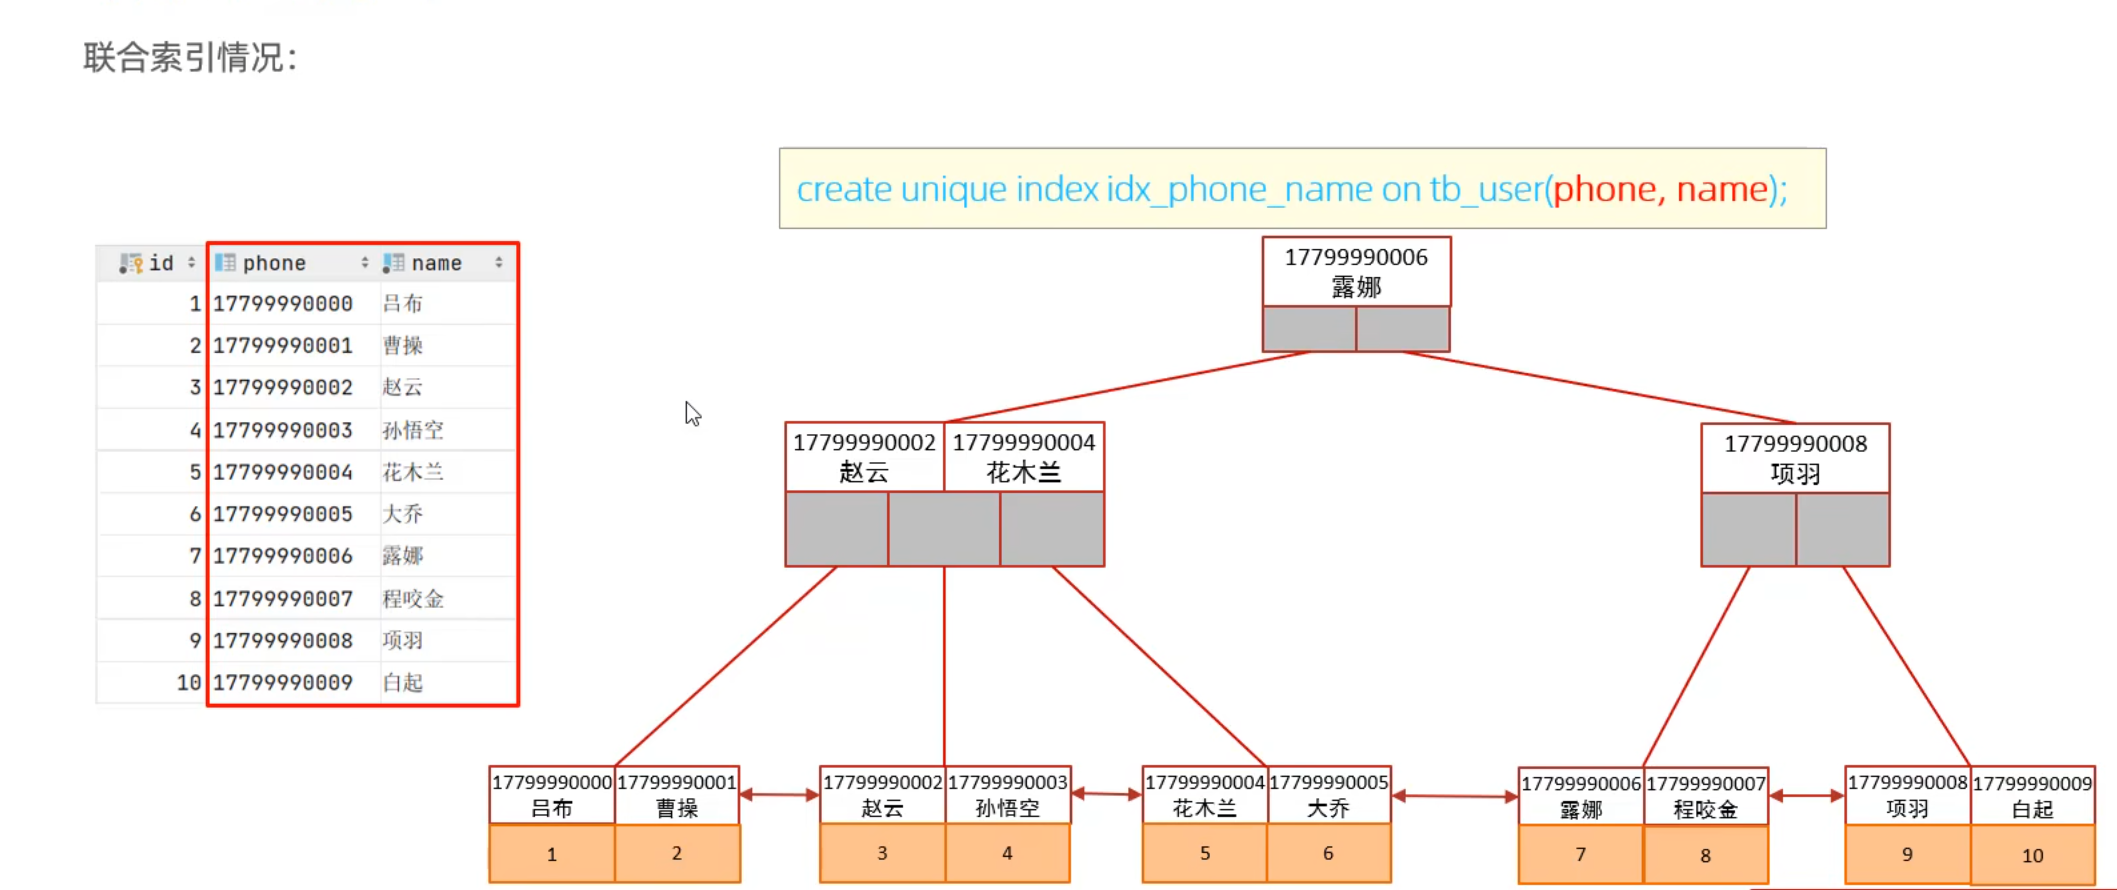 联合索引情况：
create unique index idx_phone_name on tb_user(phone, name);
id phone name
1 17799990000 吕布
2 17799990001 曹操
3 17799990002 赵云
4 17799990003 孙悟空
5 17799990004 花木兰
6 17799990005 大乔
7 17799990006 露娜
8 17799990007 程咬金
9 17799990008 项羽
10 17799990009 白起
17799990006
露娜
17799990002 17799990004
赵云 花木兰
17799990008
项羽
17799990000 17799990001 17799990002 17799990003 17799990004 17799990005 17799990006 17799990007 17799990008 17799990009
吕布 曹操 赵云 孙悟空 花木兰 大乔 露娜 程咬金 项羽 白起
1 2 3 4 5 6 7 8 9 10